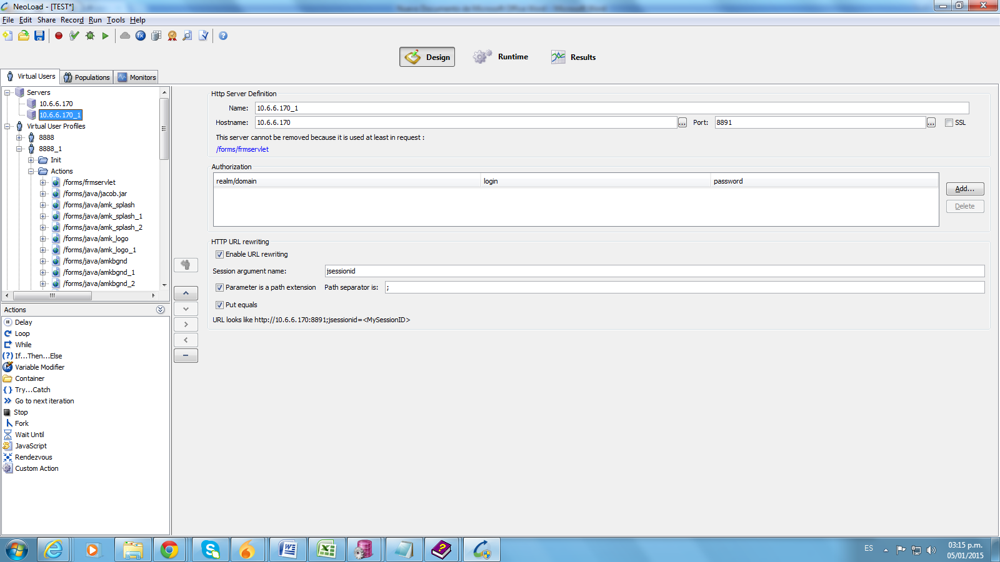 NeoLoad - [TEST*]
File Edit Share Record Run Tools Help
Design Runtime Results
Virtual Users Populations Monitors
Servers
10.6.6.170
10.6.6.170_1
Virtual User Profiles
8888
8888_1
Init
Actions
/forms/frmservlet
/forms/java/jacob.jar
/forms/java/amk_splash
/forms/java/amk_splash_1
/forms/java/amk_splash_2
/forms/java/amk_logo
/forms/java/amk_logo_1
/forms/java/amkbgnd
/forms/java/amkbgnd_1
/forms/java/amkbgnd_2
Actions
Delay
Loop
While
If...Then...Else
Variable Modifier
Container
Try...Catch
Go to next iteration
Stop
Fork
Wait Until
JavaScript
Rendezvous
Custom Action
Http Server Definition
Name: 10.6.6.170_1
Hostname: 10.6.6.170 ... Port: 8891 ... SSL
This server cannot be removed because it is used at least in request :
/forms/frmservlet
Authorization
realm/domain login password
Add...
Delete
HTTP URL rewriting
Enable URL rewriting
Session argument name: jsessionid
Parameter is a path extension Path separator is: ;
Put equals
URL looks like http://10.6.6.170:8891;jsessionid=<MySessionID>
ES
03:15 p.m.
05/01/2015